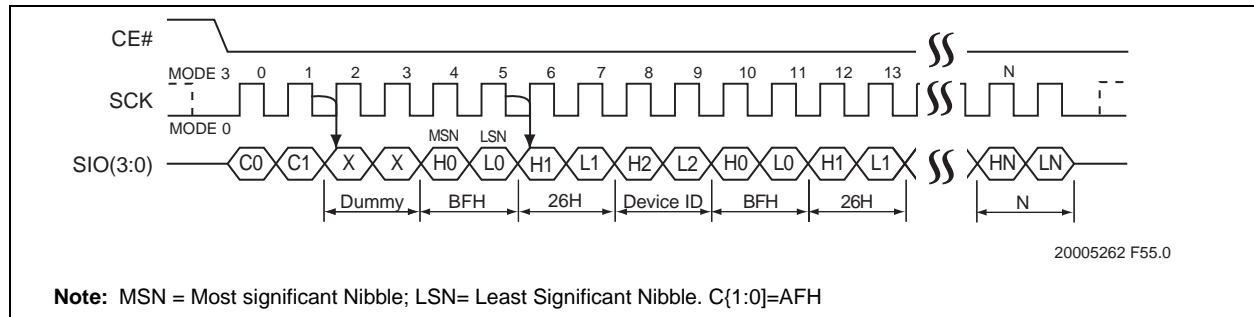 CE#
MODE 3 0 1 2 3 4 5 6 7 8 9 10 11 12 13 N
SCK
MODE 0
MSN LSN
SIO(3:0) C0 C1 X X H0 L0 H1 L1 H2 L2 H0 L0 H1 L1 HN LN
Dummy BFH 26H Device ID BFH 26H N
20005262 F55.0
Note: MSN = Most significant Nibble; LSN= Least Significant Nibble. C{1:0]=AFH